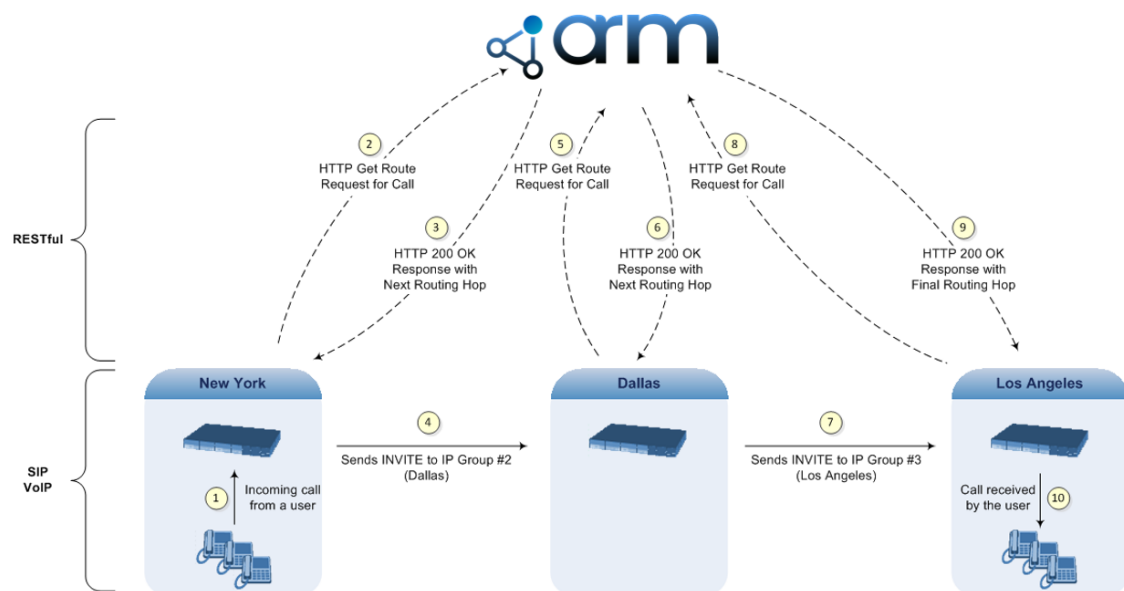 arm
2
HTTP Get Route
Request for Call
5
HTTP Get Route
Request for Call
8
HTTP Get Route
Request for Call
3
HTTP 200 OK
Response with
Next Routing Hop
6
HTTP 200 OK
Response with
Next Routing Hop
9
HTTP 200 OK
Response with
Final Routing Hop
RESTful
New York
Dallas
Los Angeles
4
Sends INVITE to IP Group #2
(Dallas)
7
Sends INVITE to IP Group #3
(Los Angeles)
SIP
VoIP
1
Incoming call
from a user
Call received
by the user
10